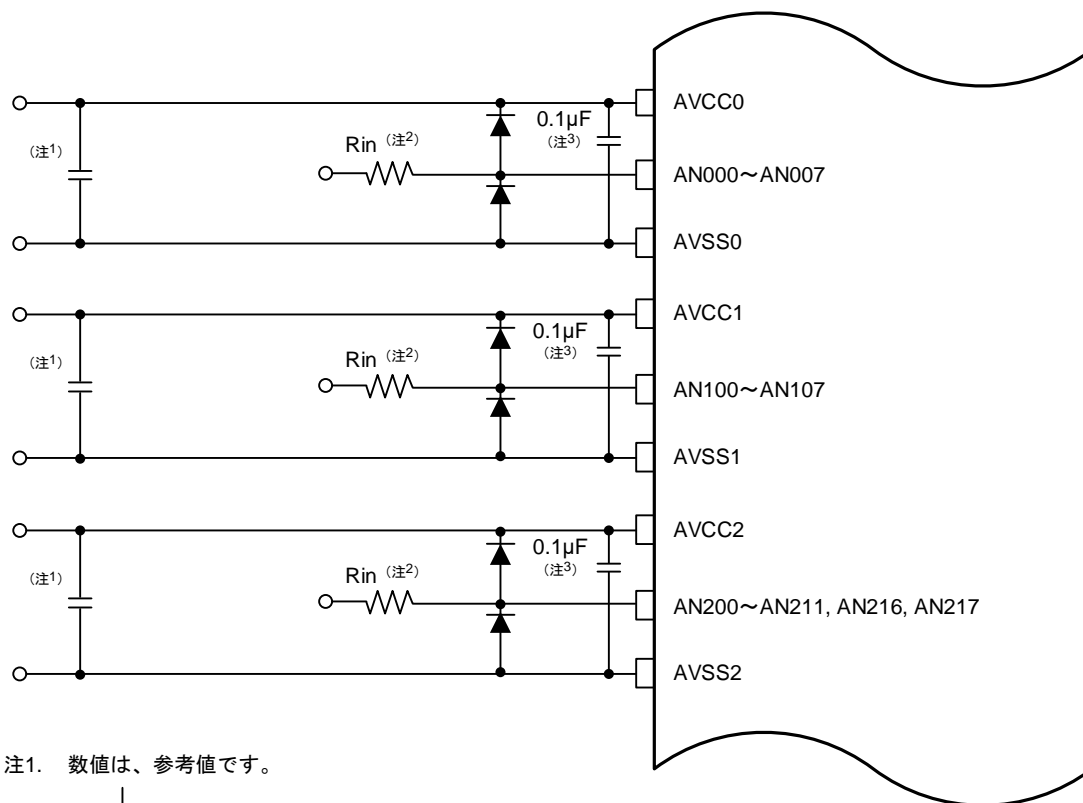 AVCC0
0.1µF
(注3)
(注1)
Rin (注2)
AN000～AN007
AVSS0
AVCC1
0.1µF
(注3)
(注1)
Rin (注2)
AN100～AN107
AVSS1
AVCC2
0.1µF
(注3)
(注1)
Rin (注2)
AN200～AN211, AN216, AN217
AVSS2
注1. 数値は、参考値です。